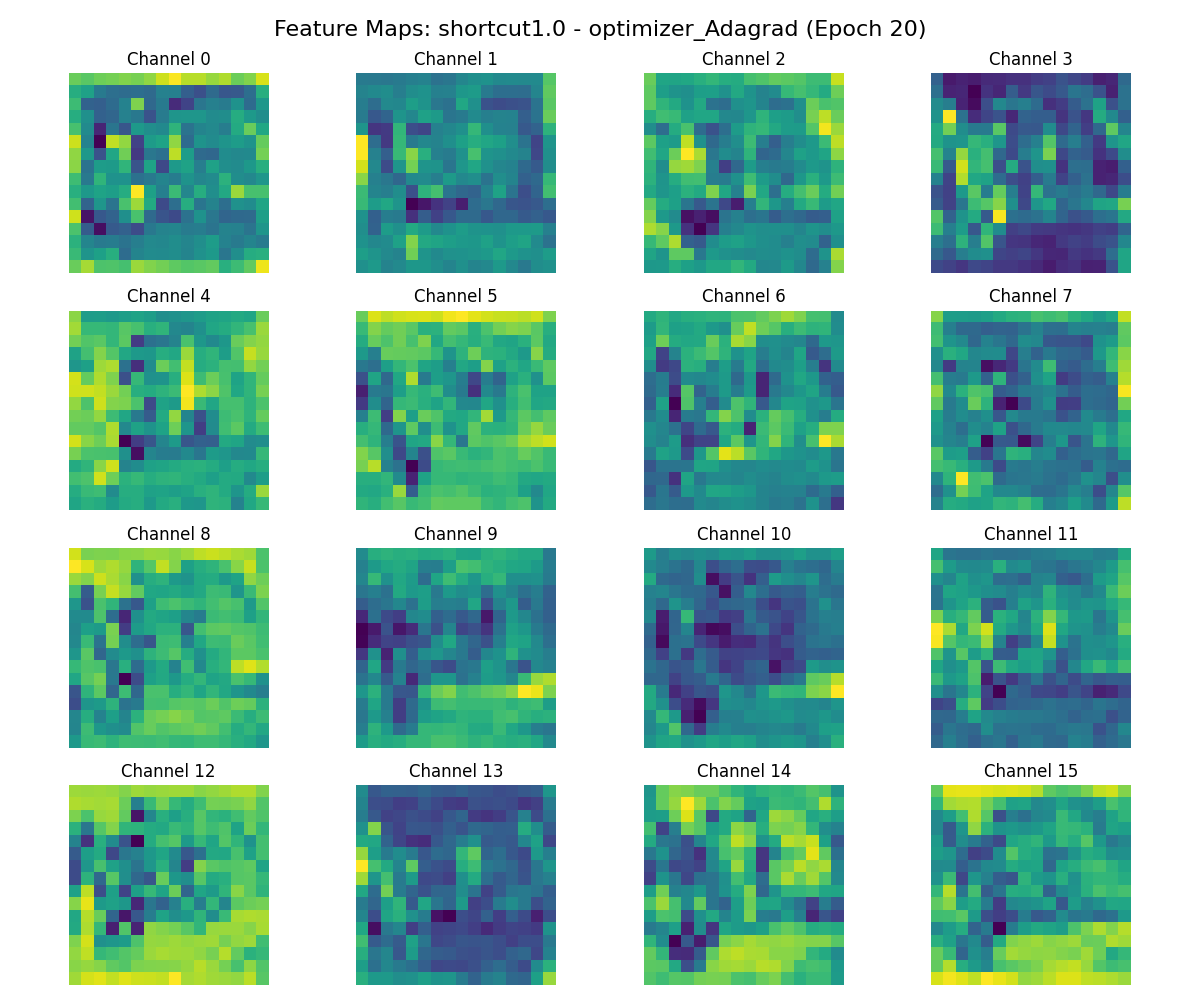 Feature Maps: shortcut1.0 - optimizer_Adagrad (Epoch 20)
Channel 0
Channel 1
Channel 2
Channel 3
Channel 4
Channel 5
Channel 6
Channel 7
Channel 8
Channel 9
Channel 10
Channel 11
Channel 12
Channel 13
Channel 14
Channel 15